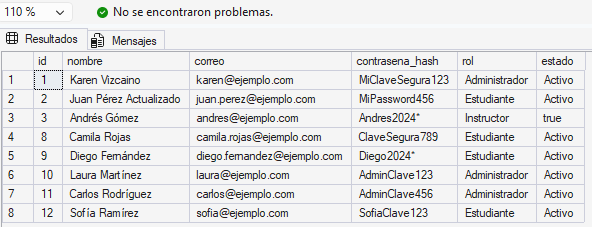 110 % No se encontraron problemas.
Resultados Mensajes
id nombre correo contrasena_hash rol estado
1 1 Karen Vizcaino karen@ejemplo.com MiClaveSegura123 Administrador Activo
2 2 Juan Pérez Actualizado juan.perez@ejemplo.com MiPassword456 Estudiante Activo
3 3 Andrés Gómez andres@ejemplo.com Andres2024* Instructor true
4 8 Camila Rojas camila.rojas@ejemplo.com ClaveSegura789 Estudiante Activo
5 9 Diego Fernández diego.fernandez@ejemplo.com Diego2024* Estudiante Activo
6 10 Laura Martínez laura@ejemplo.com AdminClave123 Administrador Activo
7 11 Carlos Rodríguez carlos@ejemplo.com AdminClave456 Administrador Activo
8 12 Sofía Ramírez sofia@ejemplo.com SofiaClave123 Estudiante Activo